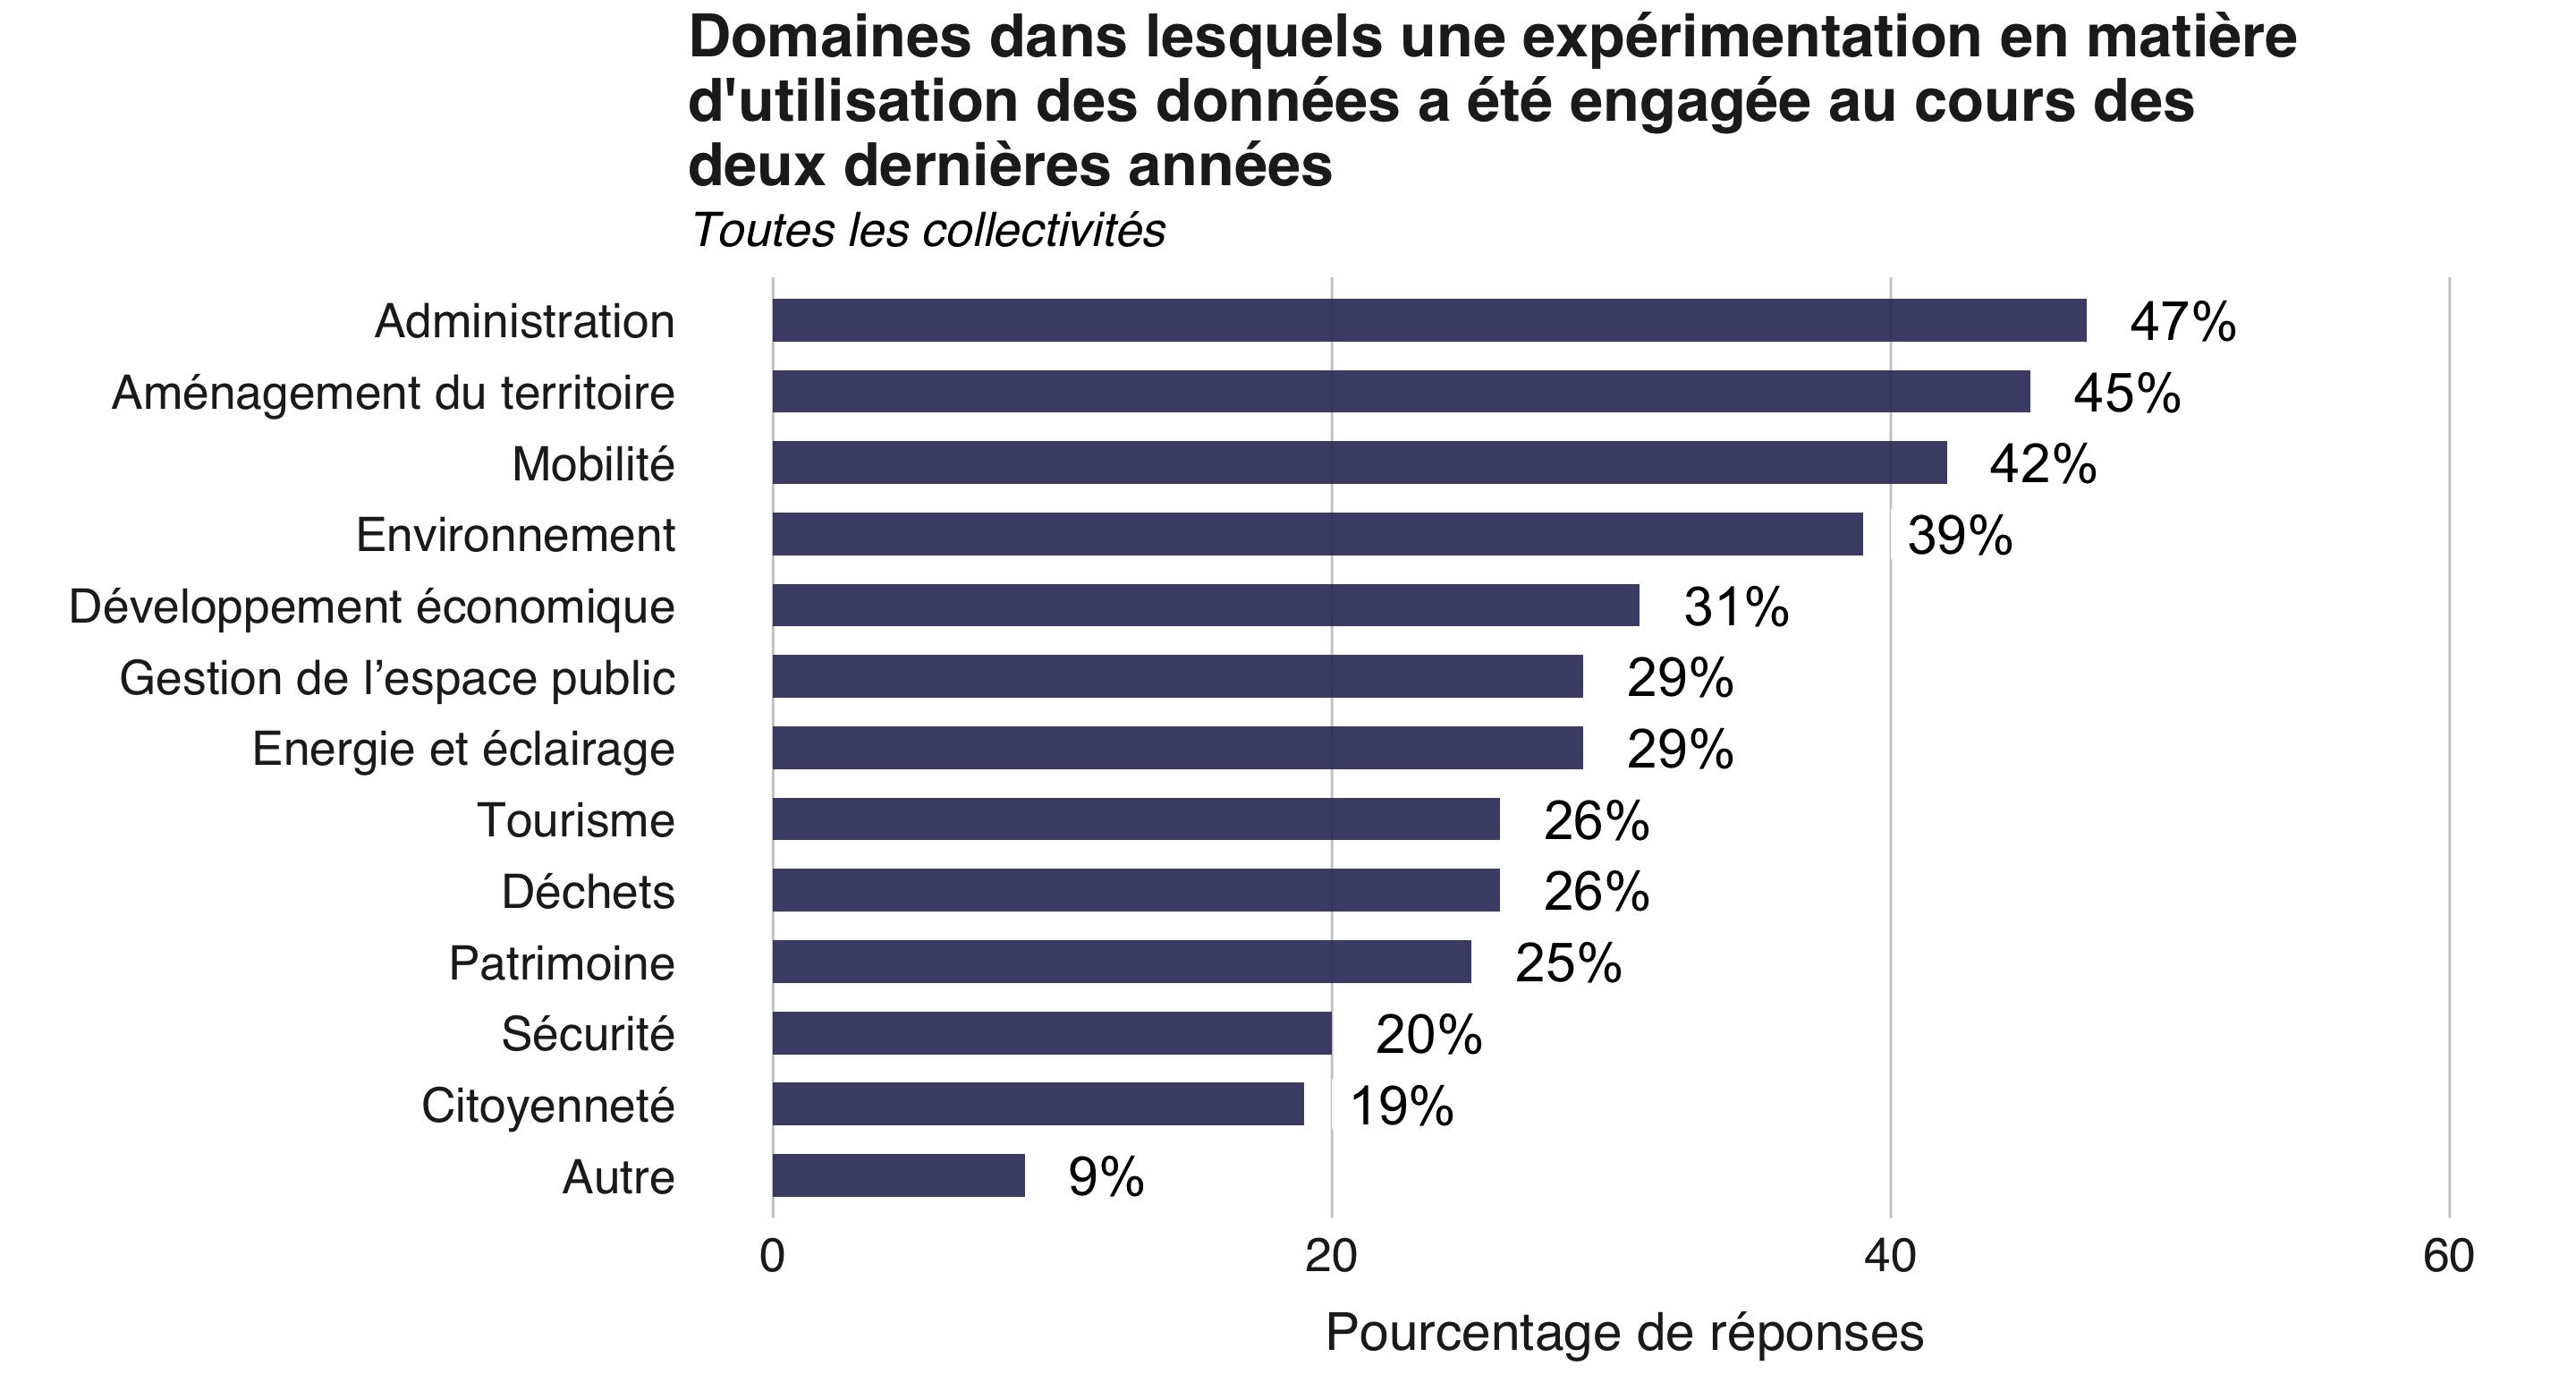 Domaines dans lesquels une expérimentation en matière
d'utilisation des données a été engagée au cours des
deux dernières années
Toutes les collectivités
Administration 47%
Aménagement du territoire 45%
Mobilité 42%
Environnement 39%
Développement économique 31%
Gestion de l’espace public 29%
Energie et éclairage 29%
Tourisme 26%
Déchets 26%
Patrimoine 25%
Sécurité 20%
Citoyenneté 19%
Autre 9%
0 20 40 60
Pourcentage de réponses